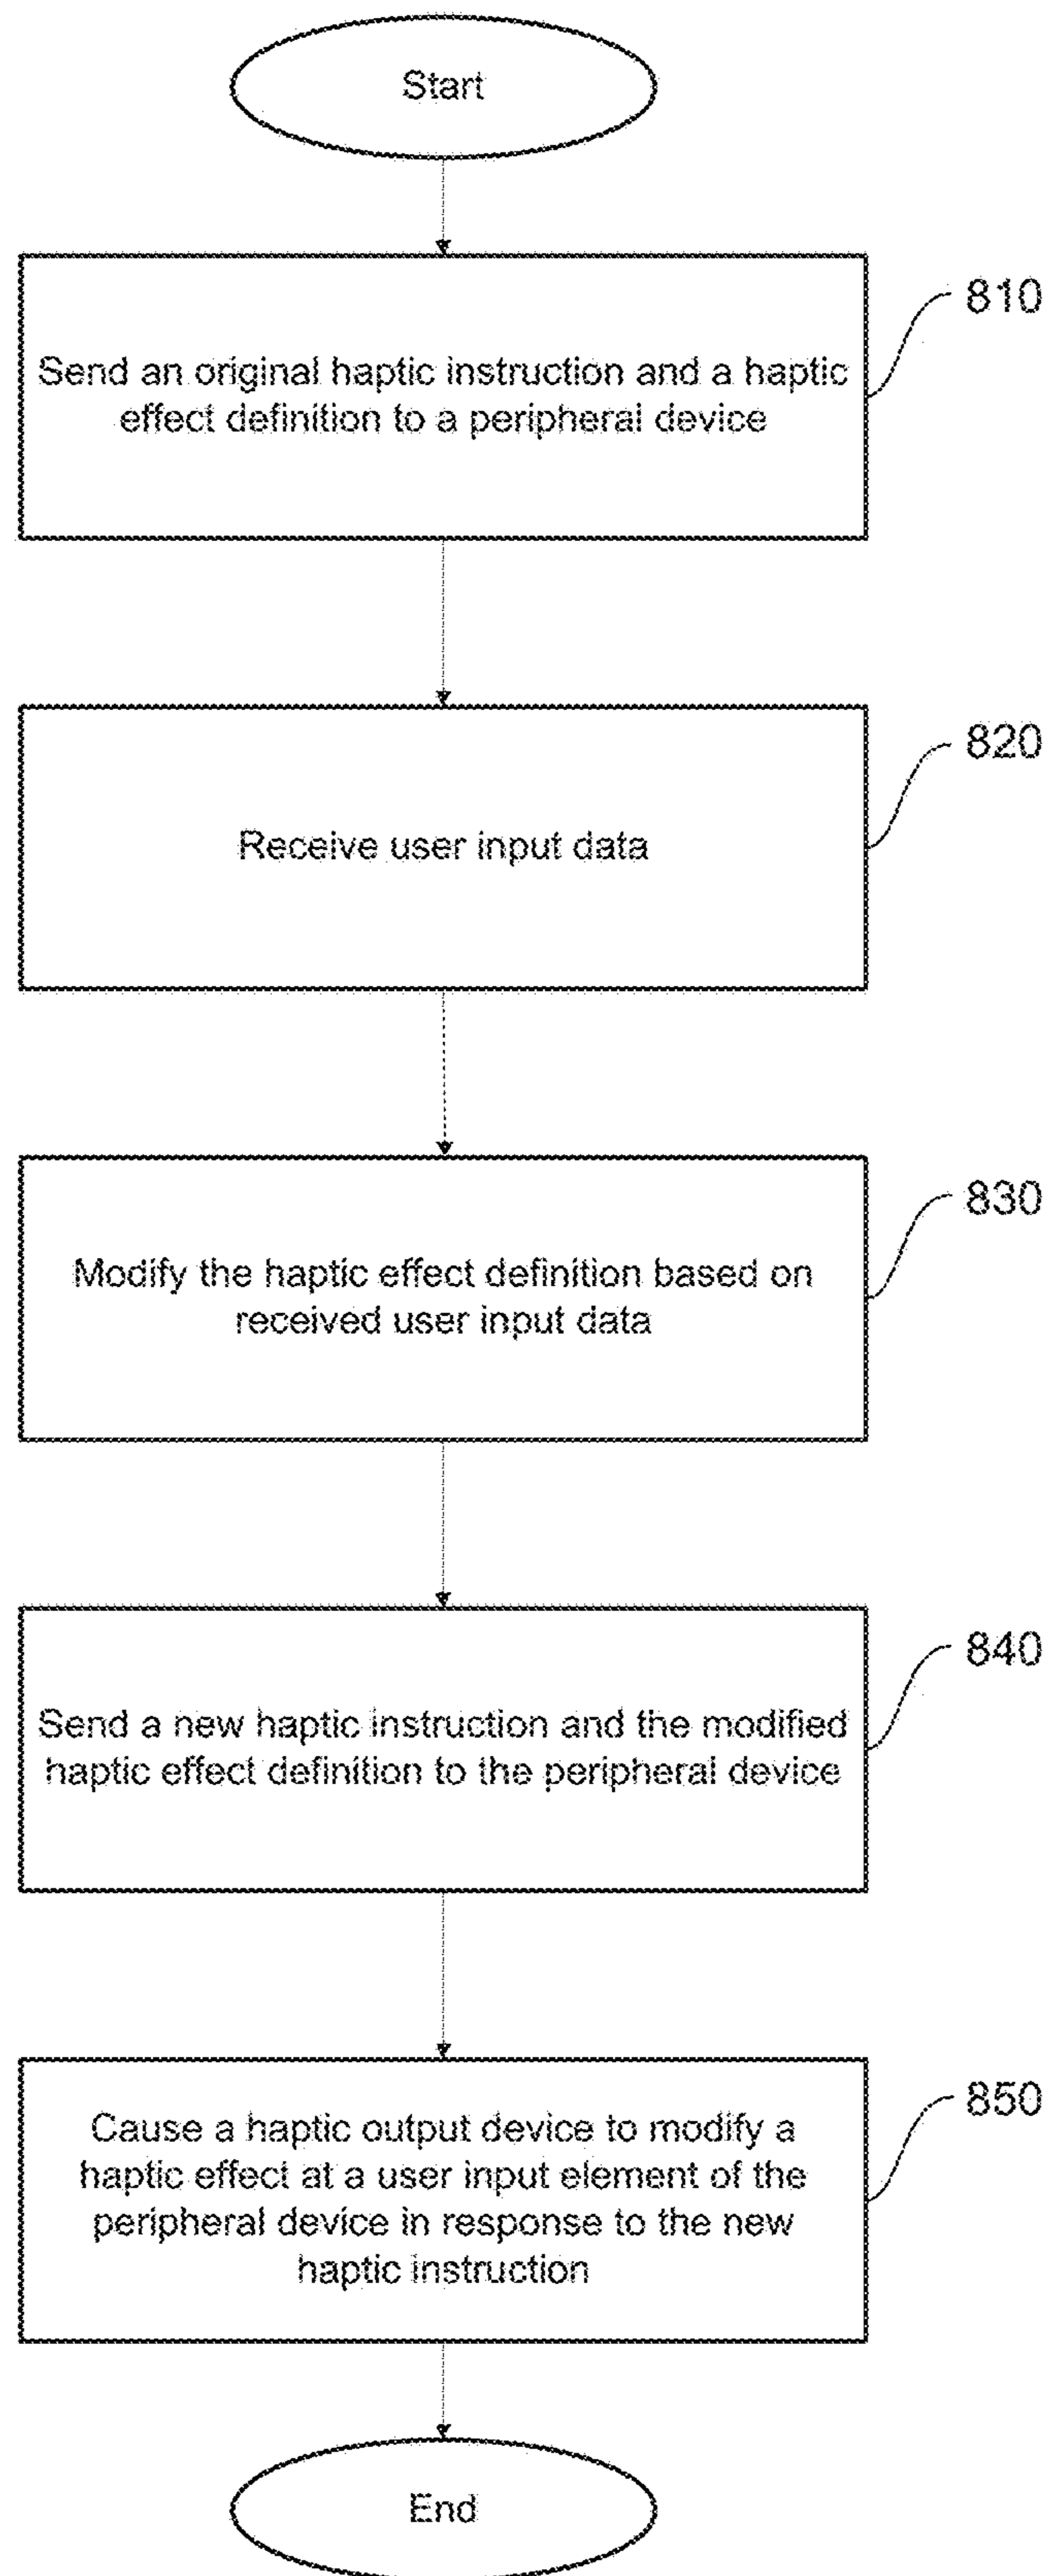 Start
810
Send an original haptic instruction and a haptic
effect definition to a peripheral device
820
Receive user input data
830
Modify the haptic effect definition based on
received user input data
840
Send a new haptic instruction and the modified
haptic effect definition to the peripheral device
850
Cause a haptic output device to modify a
haptic effect at a user input element of the
peripheral device in response to the new
haptic instruction
End